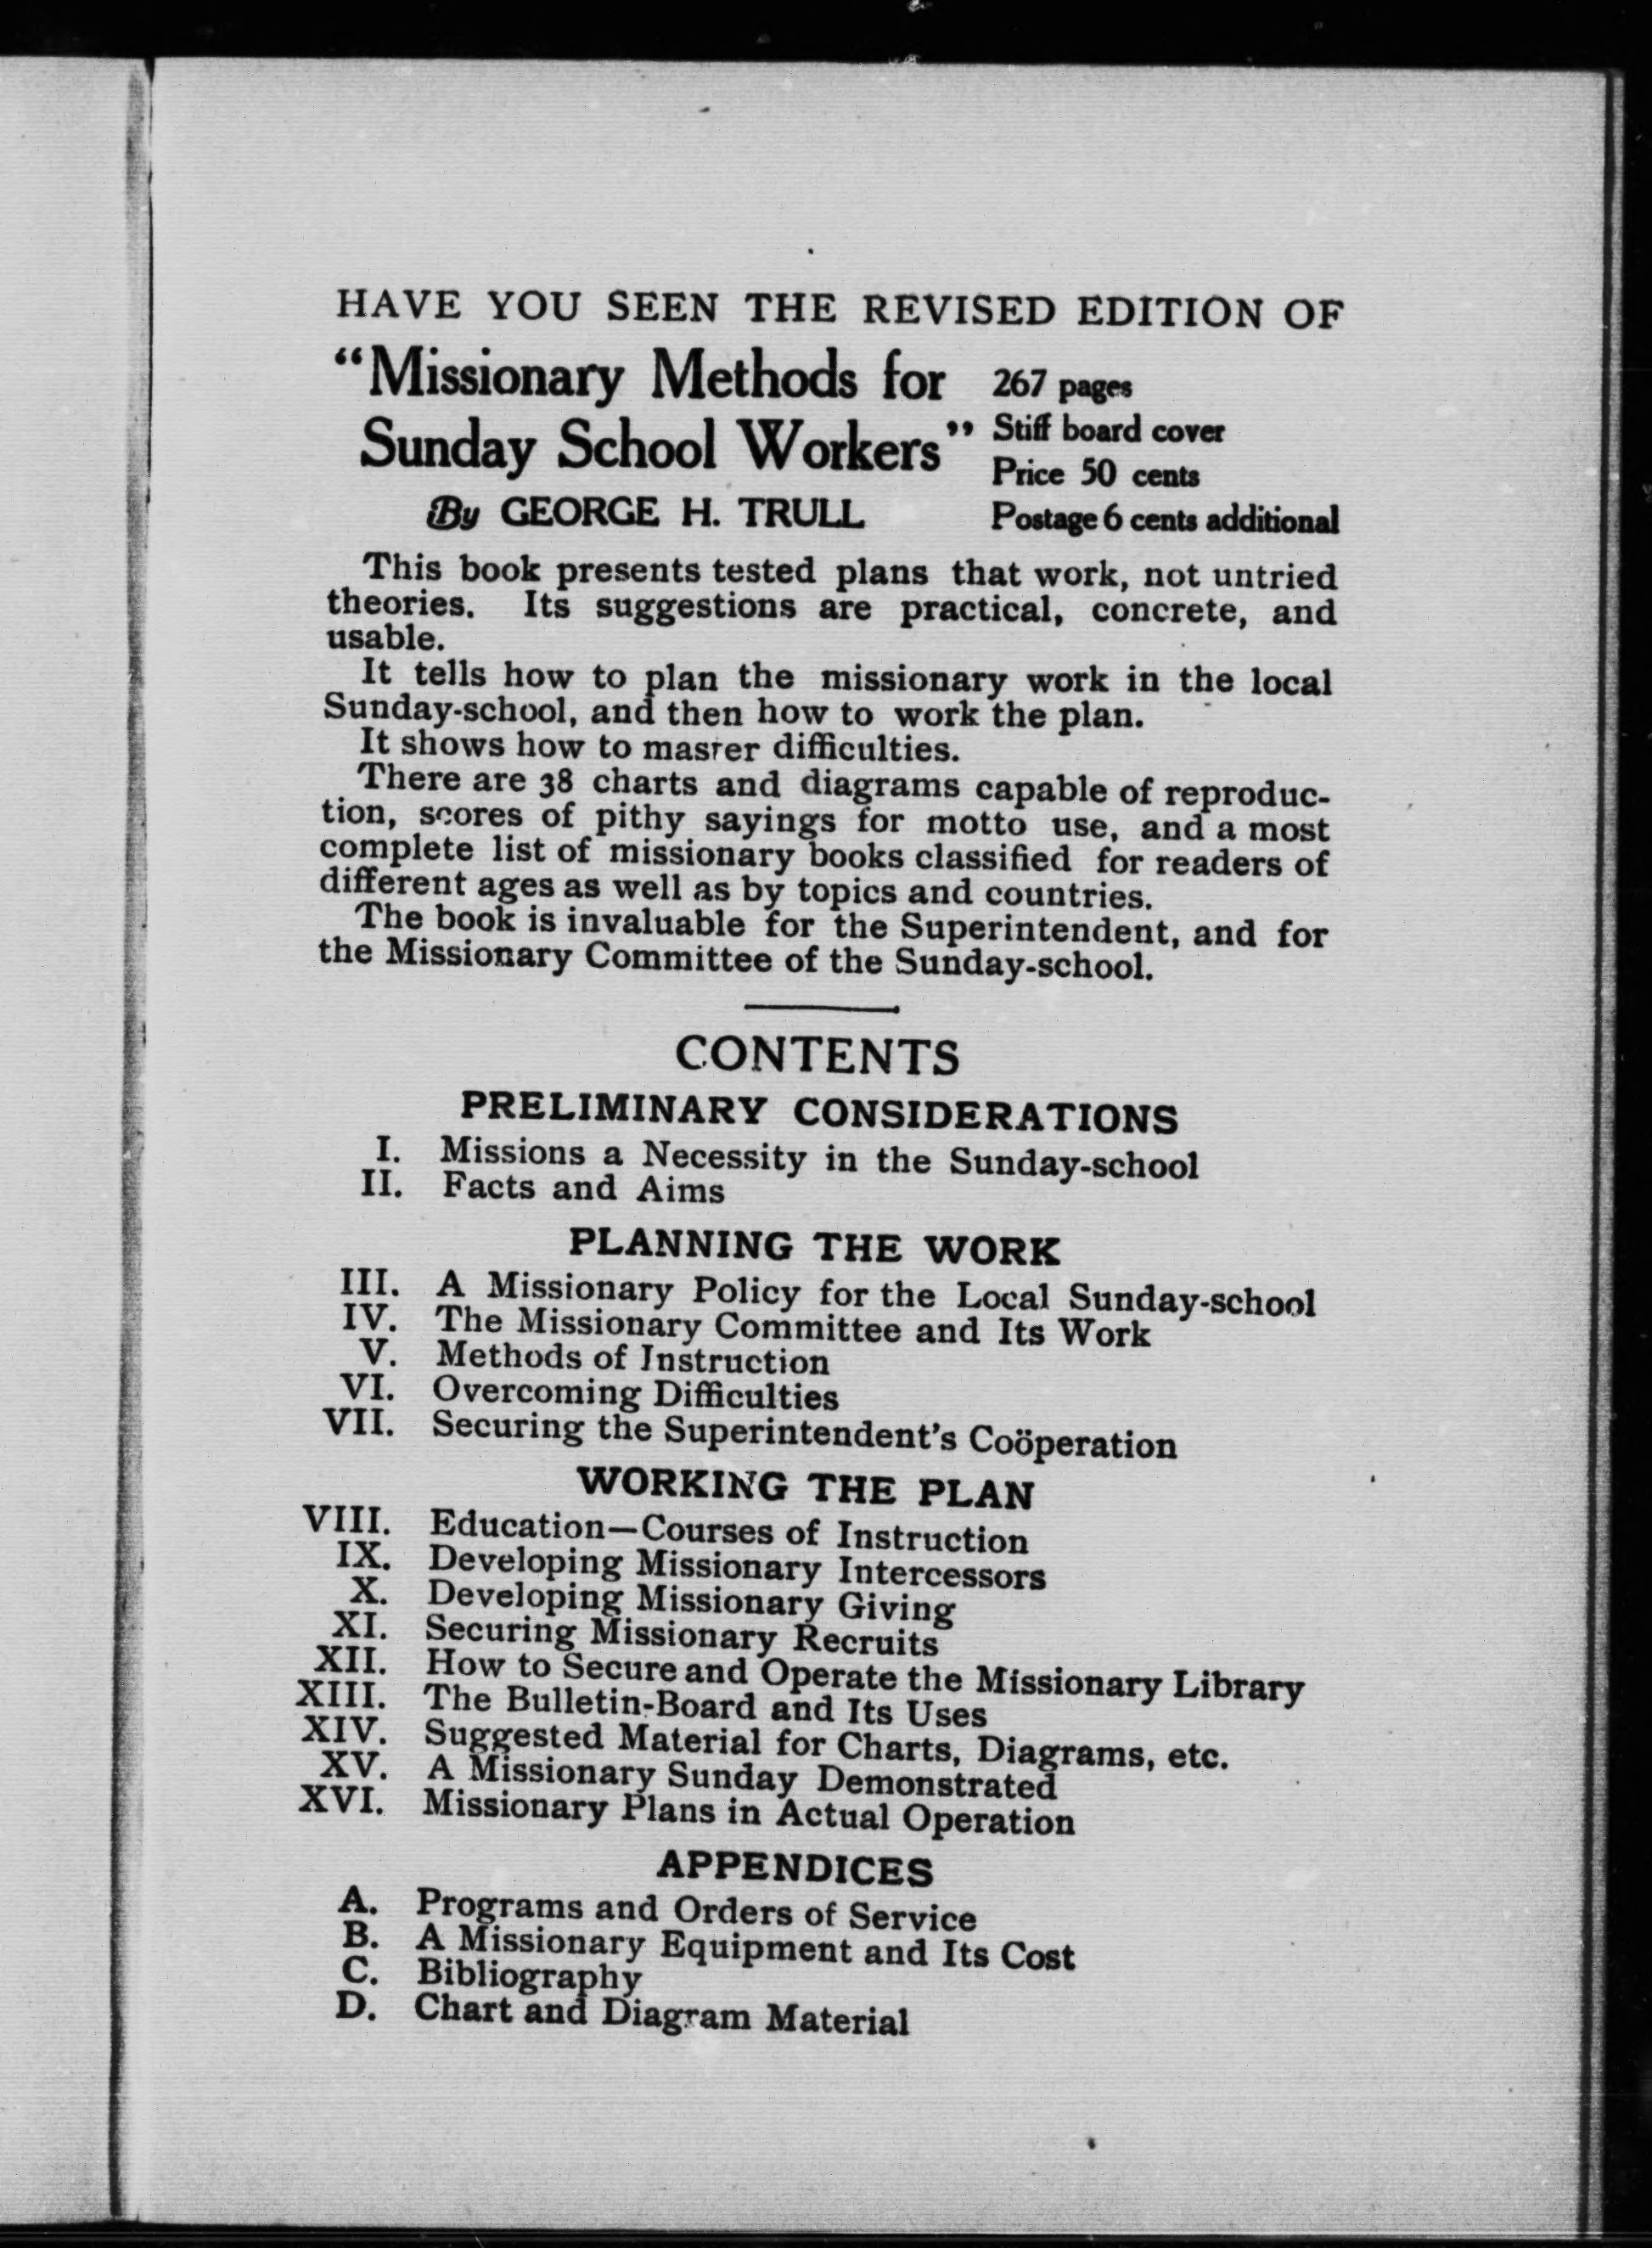 HAVE YOU SEEN THE REVISED EDITION OF
“Missionary Methods for
Sunday School Workers”
By GEORGE H. TRULL
267 pages
Stiff board cover
Price 50 cents
Postage 6 cents additional
This book presents tested plans that work, not untried
theories. Its suggestions are practical, concrete, and
usable.
It tells how to plan the missionary work in the local
Sunday-school, and then how to work the plan.
It shows how to master difficulties.
There are 38 charts and diagrams capable of reproduc-
tion, scores of pithy sayings for motto use, and a most
complete list of missionary books classified for readers of
different ages as well as by topics and countries.
The book is invaluable for the Superintendent, and for
the Missionary Committee of the Sunday-school.
CONTENTS
PRELIMINARY CONSIDERATIONS
I. Missions a Necessity in the Sunday-school
II. Facts and Aims
PLANNING THE WORK
III. A Missionary Policy for the Local Sunday-school
IV. The Missionary Committee and Its Work
V. Methods of Instruction
VI. Overcoming Difficulties
VII. Securing the Superintendent's Coöperation
WORKING THE PLAN
VIII. Education—Courses of Instruction
IX. Developing Missionary Intercessors
X. Developing Missionary Giving
XI. Securing Missionary Recruits
XII. How to Secure and Operate the Missionary Library
XIII. The Bulletin-Board and Its Uses
XIV. Suggested Material for Charts, Diagrams, etc.
XV. A Missionary Sunday Demonstrated
XVI. Missionary Plans in Actual Operation
APPENDICES
A. Programs and Orders of Service
B. A Missionary Equipment and Its Cost
C. Bibliography
D. Chart and Diagram Material